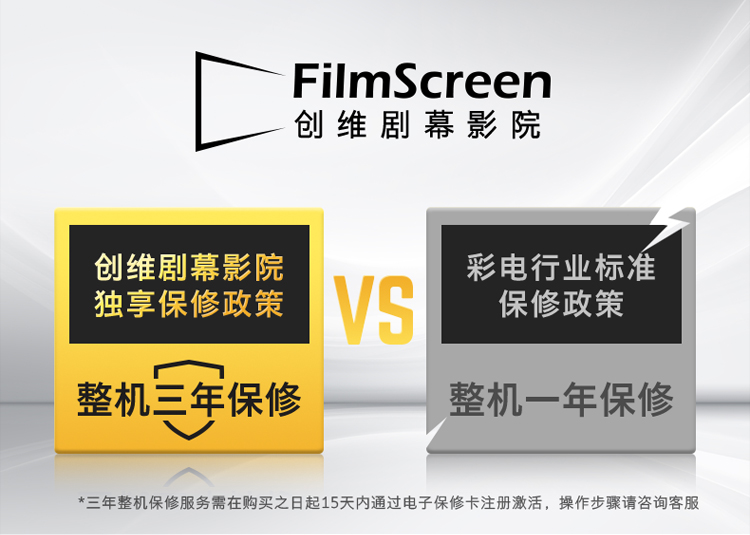 FilmScreen
创维剧幕影院
创维剧幕影院
独享保修政策
整机三年保修
VS
彩电行业标准
保修政策
整机一年保修
*三年整机保修服务需在购买之日起15天内通过电子保修卡注册激活，操作步骤请咨询客服